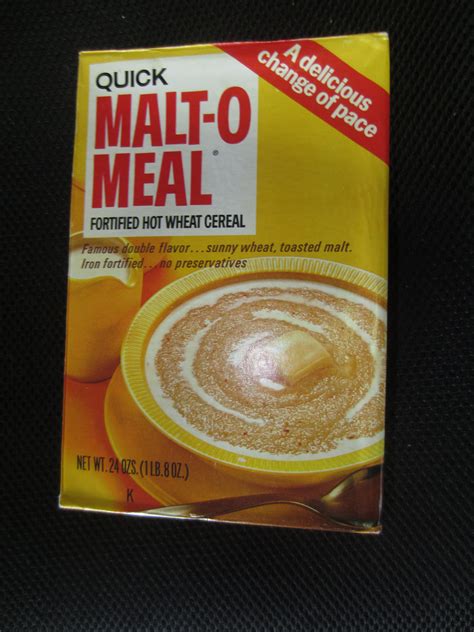 A delicious
change of pace
QUICK
MALT-O
MEAL®
FORTIFIED HOT WHEAT CEREAL
Famous double flavor...sunny wheat, toasted malt.
Iron fortified...no preservatives
NET WT. 24 OZS. (1 LB. 8 OZ.)
K